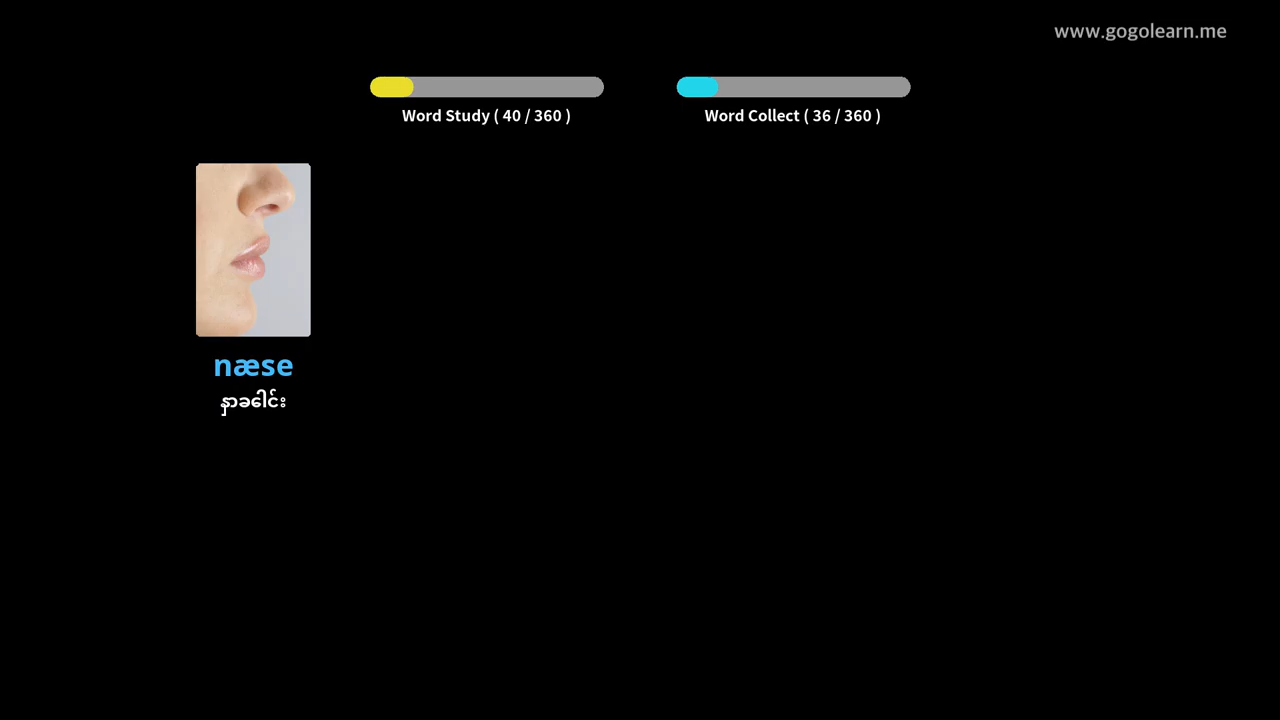 www.gogolearn.me
Word Study ( 40 / 360 )
Word Collect ( 36 / 360 )
næse
နှာခေါင်း